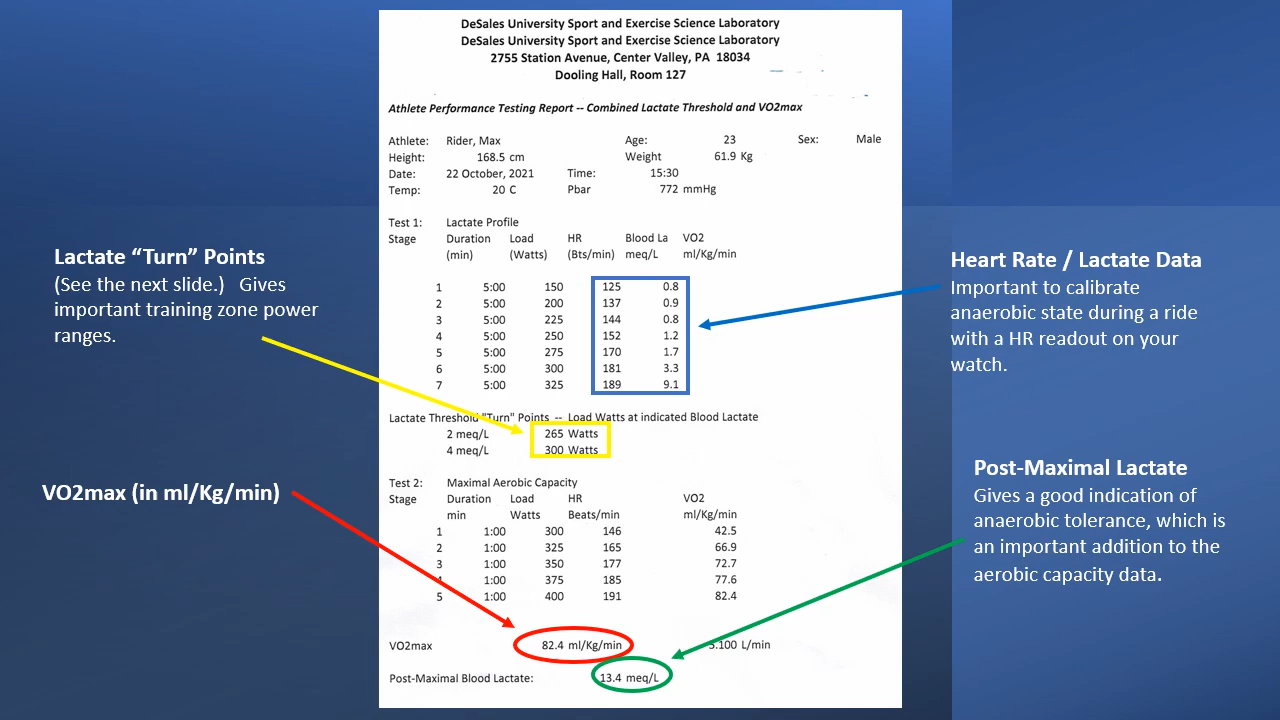 DeSales University Sport and Exercise Science Laboratory
DeSales University Sport and Exercise Science Laboratory
2755 Station Avenue, Center Valley, PA 18034
Dooling Hall, Room 127
Athlete Performance Testing Report -- Combined Lactate Threshold and VO2max
Athlete: Rider, Max Age: 23 Sex: Male
Height: 168.5 cm Weight 61.9 Kg
Date: 22 October, 2021 Time: 15:30
Temp: 20 C Pbar 772 mmHg
Test 1: Lactate Profile
Stage Duration Load HR Blood La VO2
(min) (Watts) (Bts/min) meq/L ml/Kg/min
1 5:00 150 125 0.8
2 5:00 200 137 0.9
3 5:00 225 144 0.8
4 5:00 250 152 1.2
5 5:00 275 170 1.7
6 5:00 300 181 3.3
7 5:00 325 189 9.1
Lactate Threshold "Turn" Points -- Load Watts at indicated Blood Lactate
2 meq/L 265 Watts
4 meq/L 300 Watts
Test 2: Maximal Aerobic Capacity
Stage Duration Load HR VO2
min Watts Beats/min ml/Kg/min
1 1:00 300 146 42.5
2 1:00 325 165 66.9
3 1:00 350 177 72.7
4 1:00 375 185 77.6
5 1:00 400 191 82.4
VO2max 82.4 ml/Kg/min 5.100 L/min
Post-Maximal Blood Lactate: 13.4 meq/L
Lactate “Turn” Points
(See the next slide.) Gives
important training zone power
ranges.
VO2max (in ml/Kg/min)
Heart Rate / Lactate Data
Important to calibrate
anaerobic state during a ride
with a HR readout on your
watch.
Post-Maximal Lactate
Gives a good indication of
anaerobic tolerance, which is
an important addition to the
aerobic capacity data.